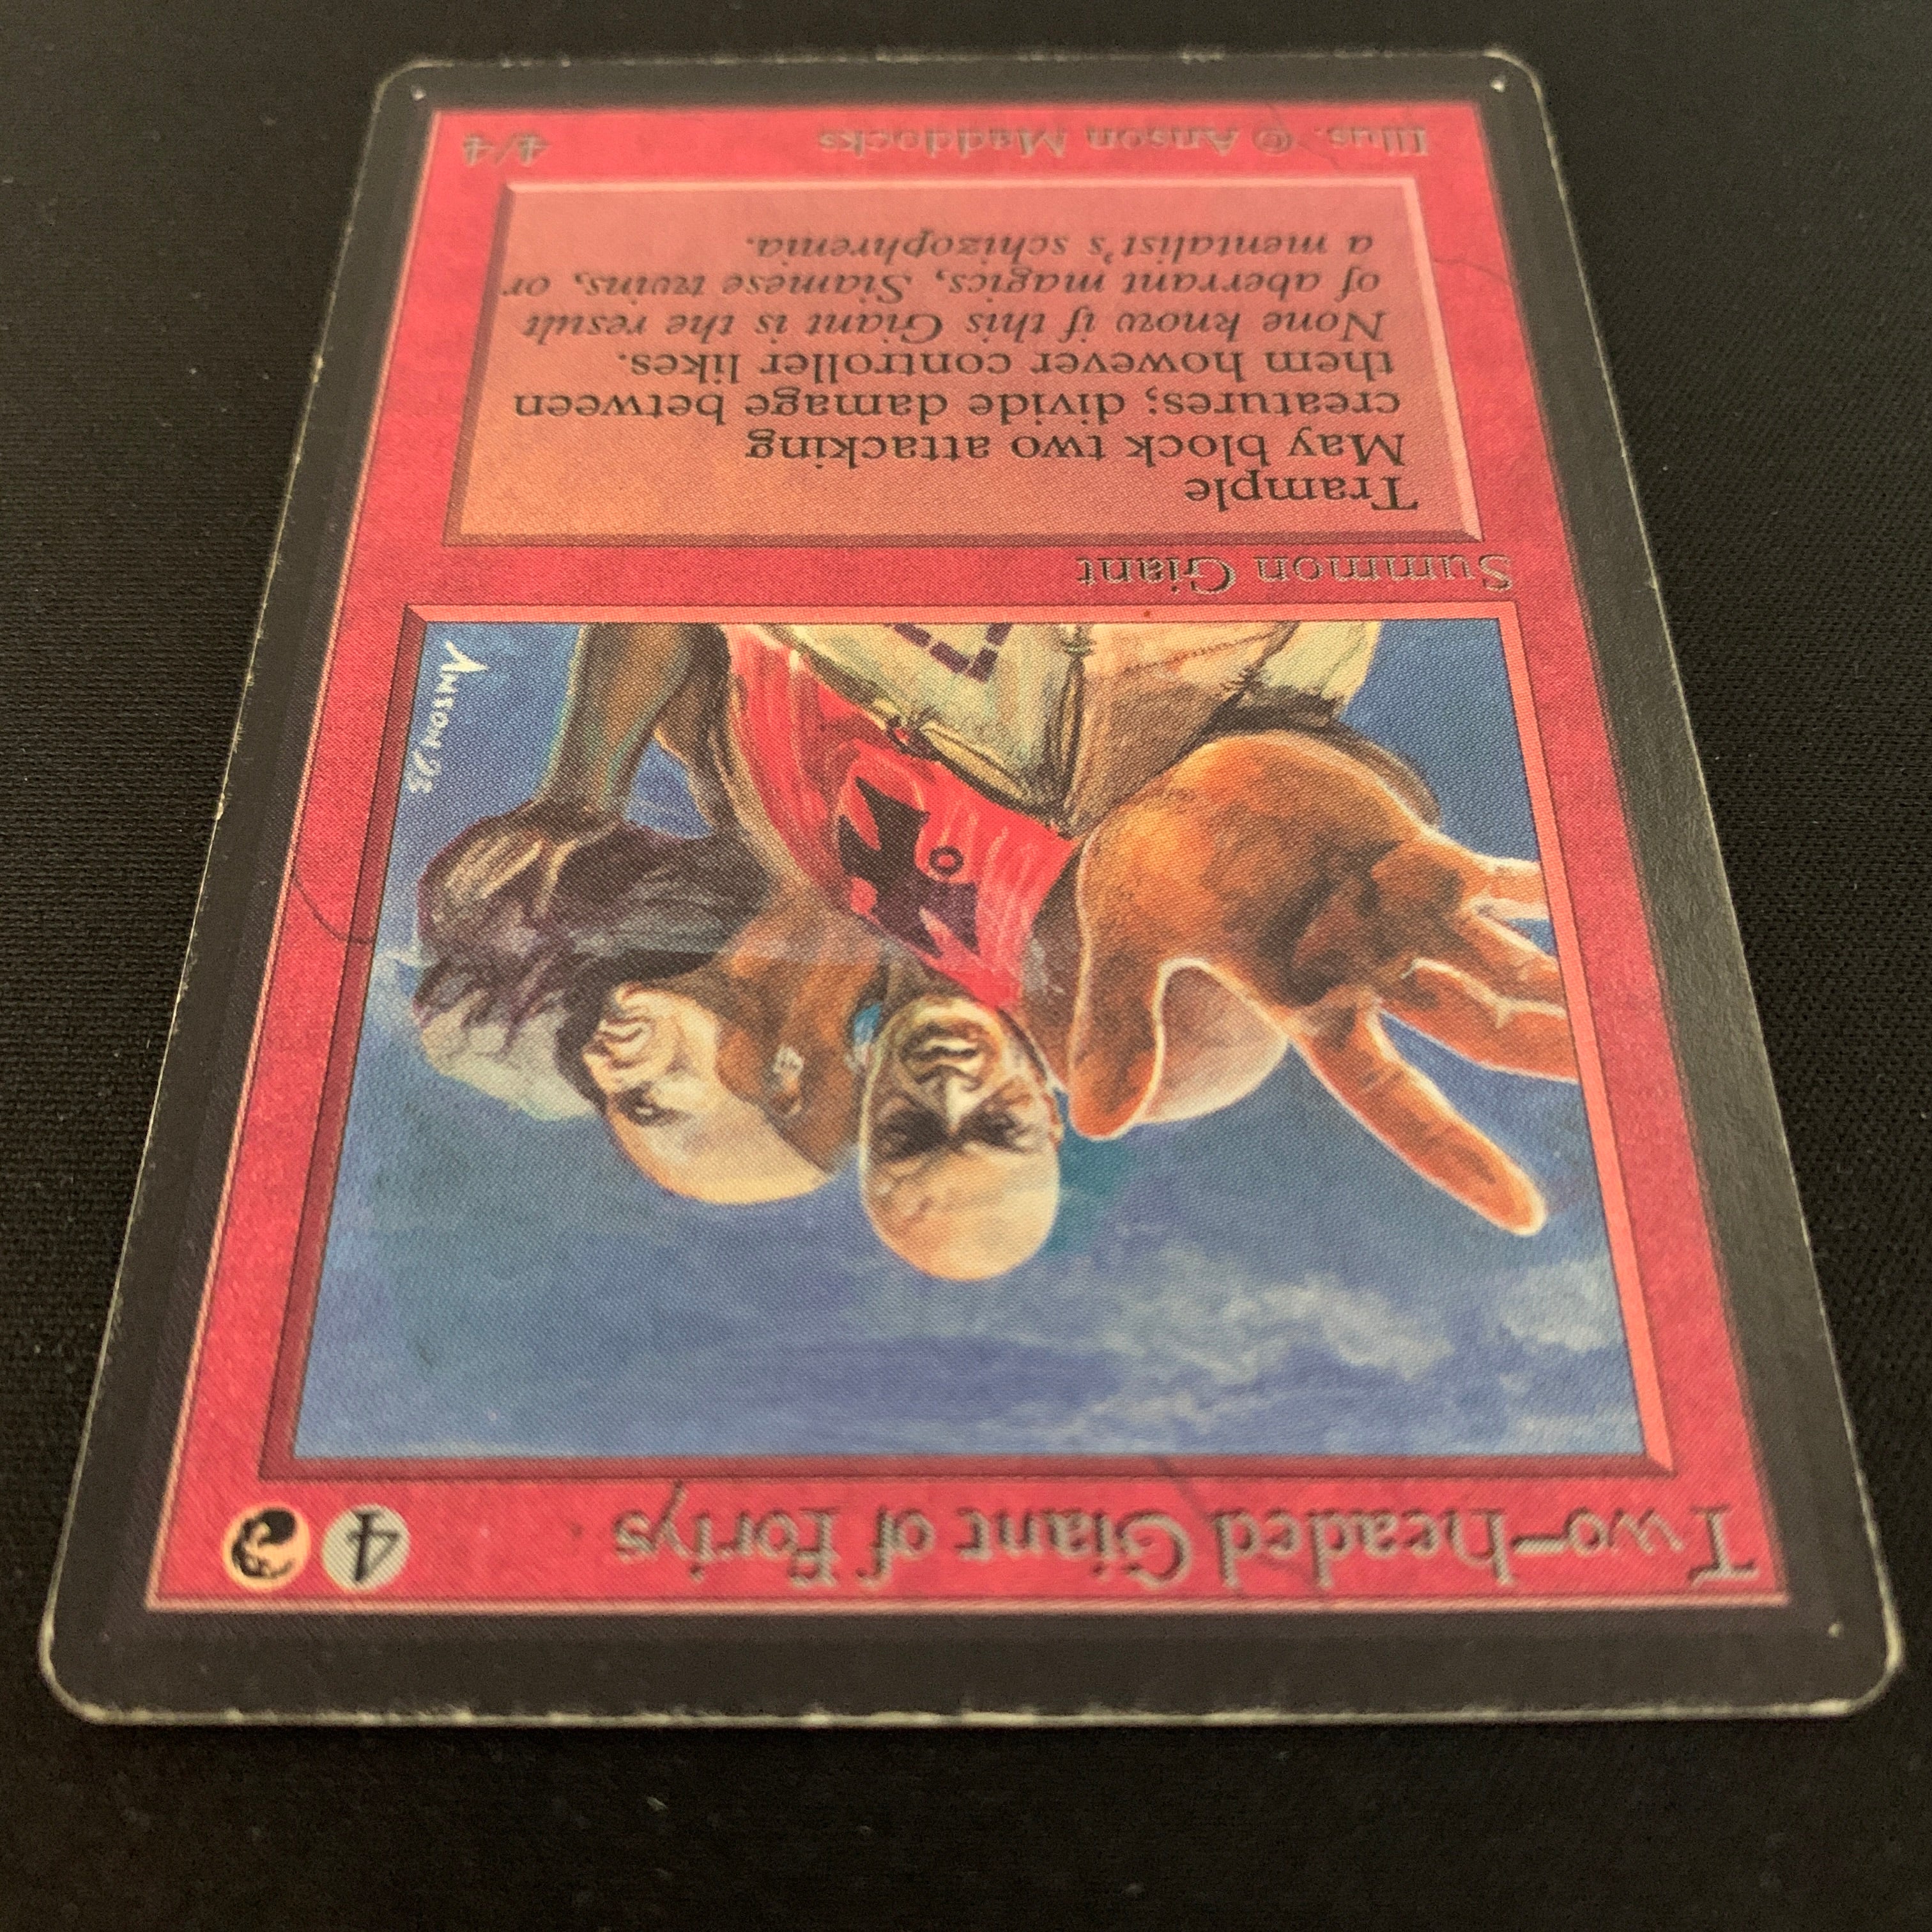 Two-headed Giant of Foriys 4
ANSON93
Summon Giant
Trample
May block two attacking
creatures; divide damage between
them however controller likes.
None know if this Giant is the result
of aberrant magics, Siamese twins, or
a mentalist's schizophrenia.
Illus. © Anson Maddocks 4/4